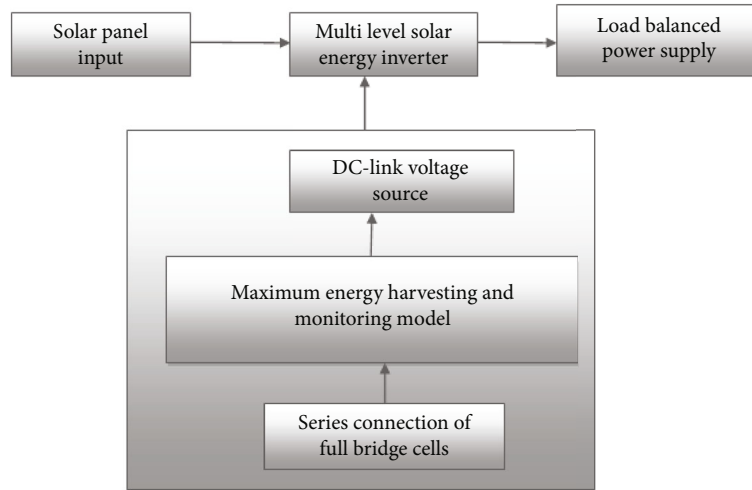 Solar panel
input
Multi level solar
energy inverter
Load balanced
power supply
DC-link voltage
source
Maximum energy harvesting and
monitoring model
Series connection of
full bridge cells